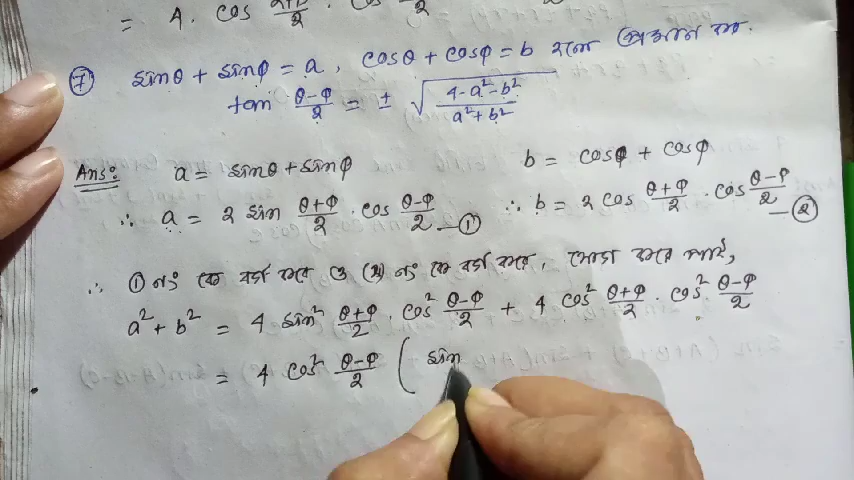 = 4. cos
⑦ sinθ + sinφ = a, cosθ + cosφ = b হলে প্রমাণ কর.
tan θ-φ/2 = ± √(4-a²-b²/a²+b²)
Ans: a = sinθ + sinφ b = cosφ + cosφ
∴ a = 2 sin θ+φ/2 . cos θ-φ/2 —① ∴ b = 2 cos θ+φ/2 . cos θ-φ/2 —②
∴ ① নং কে বর্গ করে ও (২) নং কে বর্গ করে, যোগ করে পাই,
a² + b² = 4 sin² θ+φ/2 . cos² θ-φ/2 + 4 cos² θ+φ/2 . cos² θ-φ/2
= 4 cos² θ-φ/2 ( sin